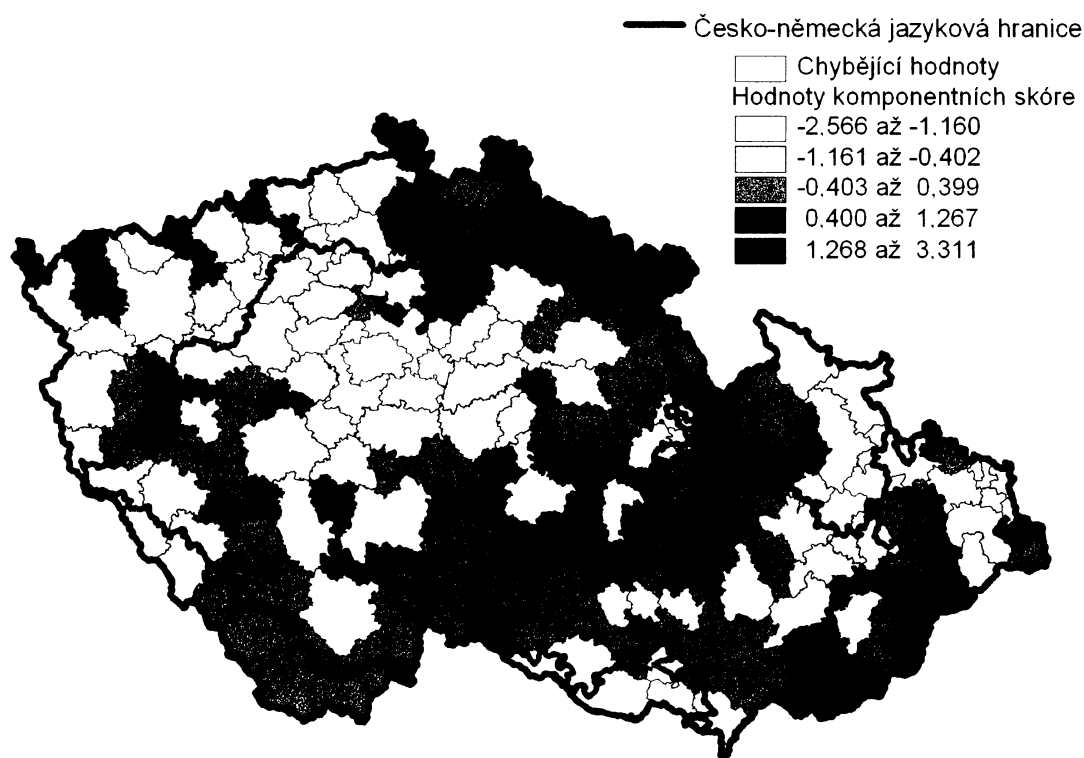 Česko-německá jazyková hranice
Chybějící hodnoty
Hodnoty komponentních skóre
-2,566 až -1,160
-1,161 až -0,402
-0,403 až 0,399
0,400 až 1,267
1,268 až 3,311